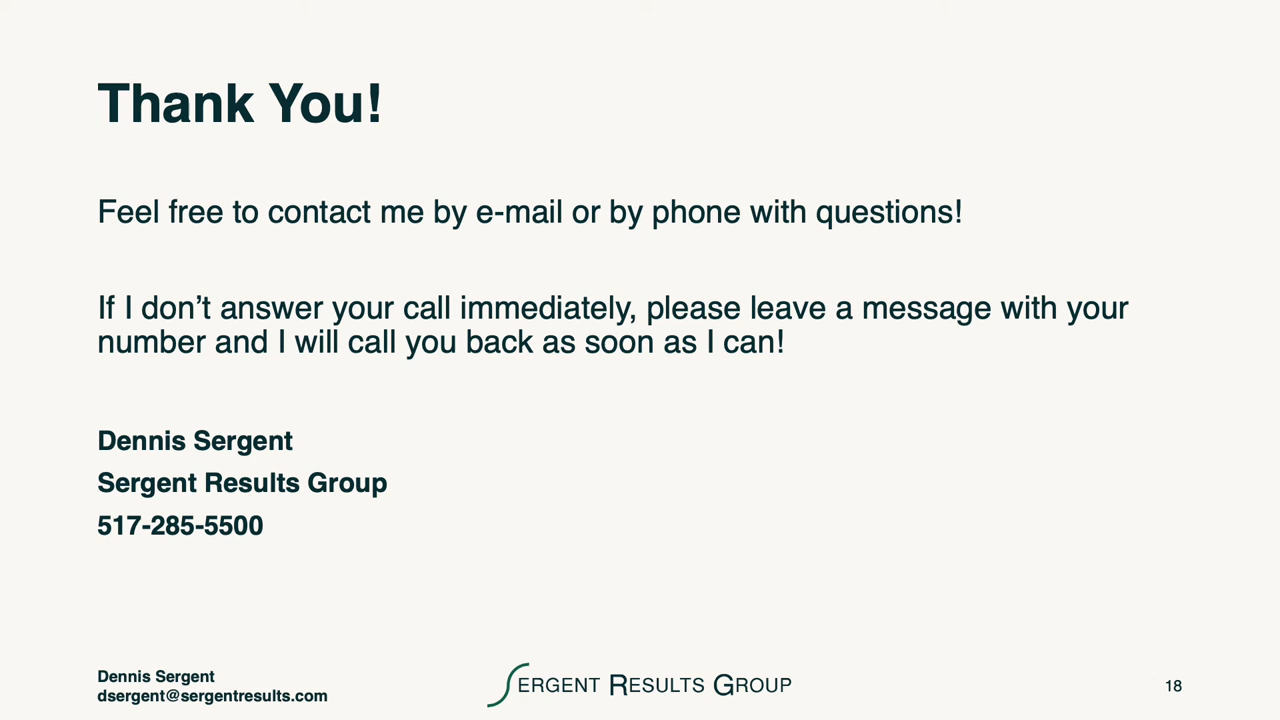 Thank You!
Feel free to contact me by e-mail or by phone with questions!
If I don’t answer your call immediately, please leave a message with your
number and I will call you back as soon as I can!
Dennis Sergent
Sergent Results Group
517-285-5500
Dennis Sergent
dsergent@sergentresults.com
SERGENT RESULTS GROUP
18